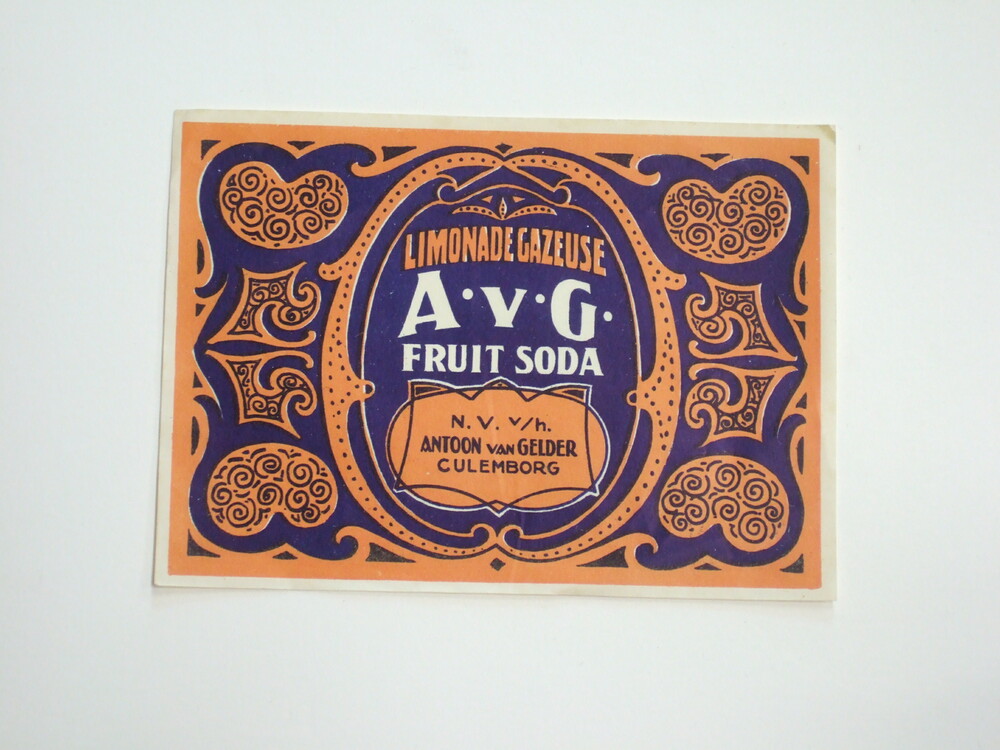 LIMONADE GAZEUSE
A·v·G·
FRUIT SODA
N. V. v/h.
ANTOON VAN GELDER
CULEMBORG